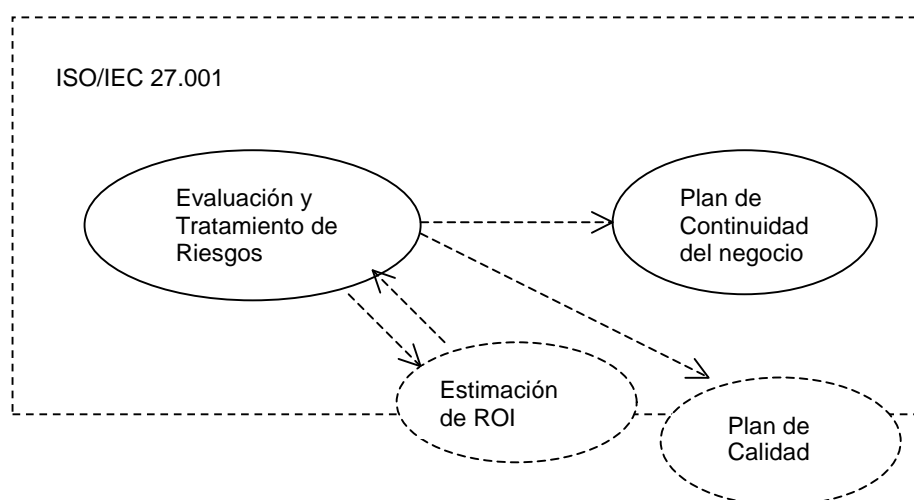 ISO/IEC 27.001
Evaluación y
Tratamiento de
Riesgos
Plan de
Continuidad
del negocio
Estimación
de ROI
Plan de
Calidad